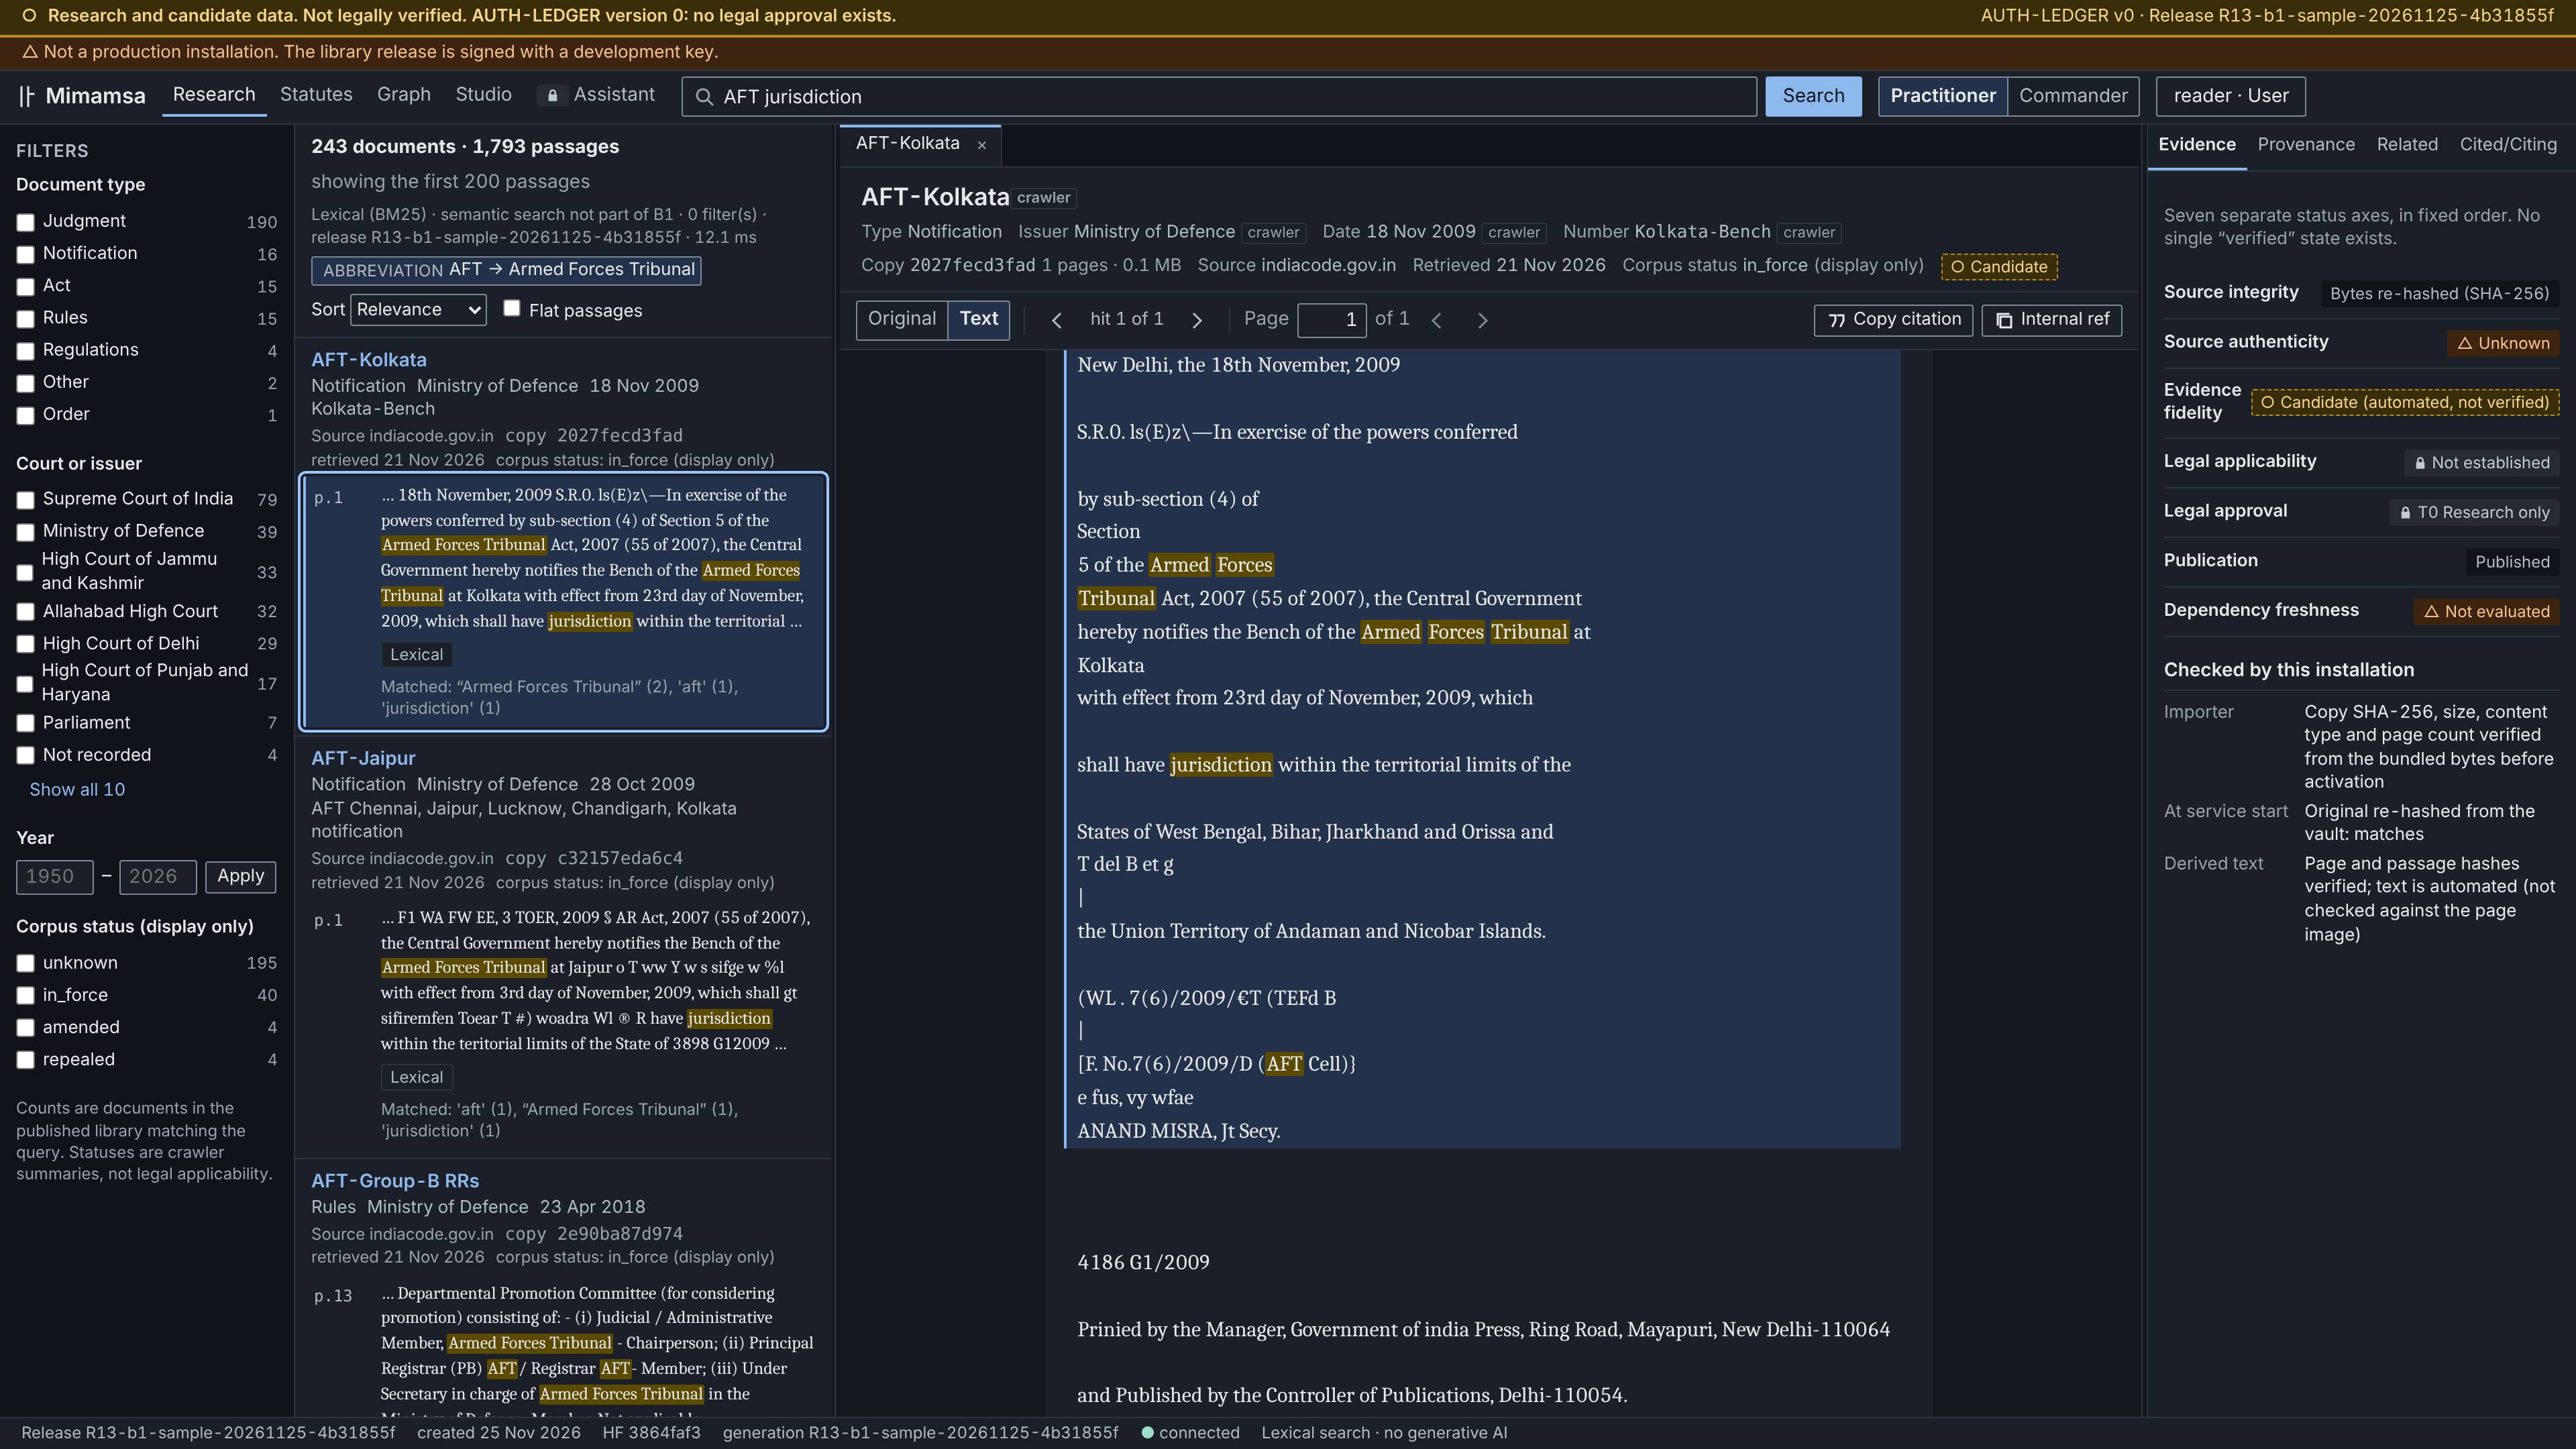 Research and candidate data. Not legally verified. AUTH-LEDGER version 0: no legal approval exists.
AUTH-LEDGER v0 · Release R13-b1-sample-20261125-4b31855f
△ Not a production installation. The library release is signed with a development key.
Mimamsa
Research
Statutes
Graph
Studio
Assistant
AFT jurisdiction
Search
Practitioner
Commander
reader · User
FILTERS
Document type
Judgment 190
Notification 16
Act 15
Rules 15
Regulations 4
Other 2
Order 1
Court or issuer
Supreme Court of India 79
Ministry of Defence 39
High Court of Jammu
and Kashmir 33
Allahabad High Court 32
High Court of Delhi 29
High Court of Punjab and
Haryana 17
Parliament 7
Not recorded 4
Show all 10
Year
1950 – 2026 Apply
Corpus status (display only)
unknown 195
in_force 40
amended 4
repealed 4
Counts are documents in the
published library matching the
query. Statuses are crawler
summaries, not legal applicability.
243 documents · 1,793 passages
showing the first 200 passages
Lexical (BM25) · semantic search not part of B1 · 0 filter(s) ·
release R13-b1-sample-20261125-4b31855f · 12.1 ms
ABBREVIATION AFT → Armed Forces Tribunal
Sort Relevance Flat passages
AFT-Kolkata
Notification Ministry of Defence 18 Nov 2009
Kolkata-Bench
Source indiacode.gov.in copy 2027fecd3fad
retrieved 21 Nov 2026 corpus status: in_force (display only)
p.1 ... 18th November, 2009 S.R.0. ls(E)z\—In exercise of the
powers conferred by sub-section (4) of Section 5 of the
Armed Forces Tribunal Act, 2007 (55 of 2007), the Central
Government hereby notifies the Bench of the Armed Forces
Tribunal at Kolkata with effect from 23rd day of November,
2009, which shall have jurisdiction within the territorial ...
Lexical
Matched: “Armed Forces Tribunal” (2), 'aft' (1),
'jurisdiction' (1)
AFT-Jaipur
Notification Ministry of Defence 28 Oct 2009
AFT Chennai, Jaipur, Lucknow, Chandigarh, Kolkata
notification
Source indiacode.gov.in copy c32157eda6c4
retrieved 21 Nov 2026 corpus status: in_force (display only)
p.1 ... F1 WA FW EE, 3 TOER, 2009 § AR Act, 2007 (55 of 2007),
the Central Government hereby notifies the Bench of the
Armed Forces Tribunal at Jaipur o T ww Y w s sifge w %l
with effect from 3rd day of November, 2009, which shall gt
sifiremfen Toear T #) woadra Wl ® R have jurisdiction
within the teritorial limits of the State of 3898 G12009 ...
Lexical
Matched: 'aft' (1), “Armed Forces Tribunal” (1),
'jurisdiction' (1)
AFT-Group-B RRs
Rules Ministry of Defence 23 Apr 2018
Source indiacode.gov.in copy 2e90ba87d974
retrieved 21 Nov 2026 corpus status: in_force (display only)
p.13 ... Departmental Promotion Committee (for considering
promotion) consisting of: - (i) Judicial / Administrative
Member, Armed Forces Tribunal - Chairperson; (ii) Principal
Registrar (PB) AFT/ Registrar AFT- Member; (iii) Under
Secretary in charge of Armed Forces Tribunal in the
AFT-Kolkata ×
AFT-Kolkata crawler
Type Notification Issuer Ministry of Defence crawler Date 18 Nov 2009 crawler Number Kolkata-Bench crawler
Copy 2027fecd3fad 1 pages · 0.1 MB Source indiacode.gov.in Retrieved 21 Nov 2026 Corpus status in_force (display only) Candidate
Original Text hit 1 of 1 Page 1 of 1 Copy citation Internal ref
New Delhi, the 18th November, 2009
S.R.0. ls(E)z\—In exercise of the powers conferred
by sub-section (4) of
Section
5 of the Armed Forces
Tribunal Act, 2007 (55 of 2007), the Central Government
hereby notifies the Bench of the Armed Forces Tribunal at
Kolkata
with effect from 23rd day of November, 2009, which
shall have jurisdiction within the territorial limits of the
States of West Bengal, Bihar, Jharkhand and Orissa and
T del B et g
|
the Union Territory of Andaman and Nicobar Islands.
(WL . 7(6)/2009/€T (TEFd B
|
[F. No.7(6)/2009/D (AFT Cell)}
e fus, vy wfae
ANAND MISRA, Jt Secy.
4186 G1/2009
Prinied by the Manager, Government of india Press, Ring Road, Mayapuri, New Delhi-110064
and Published by the Controller of Publications, Delhi-110054.
Evidence
Provenance
Related
Cited/Citing
Seven separate status axes, in fixed order. No
single “verified” state exists.
Source integrity Bytes re-hashed (SHA-256)
Source authenticity △ Unknown
Evidence
fidelity Candidate (automated, not verified)
Legal applicability Not established
Legal approval T0 Research only
Publication Published
Dependency freshness △ Not evaluated
Checked by this installation
Importer Copy SHA-256, size, content
type and page count verified
from the bundled bytes before
activation
At service start Original re-hashed from the
vault: matches
Derived text Page and passage hashes
verified; text is automated (not
checked against the page
image)
Release R13-b1-sample-20261125-4b31855f created 25 Nov 2026 HF 3864faf3 generation R13-b1-sample-20261125-4b31855f connected Lexical search · no generative AI